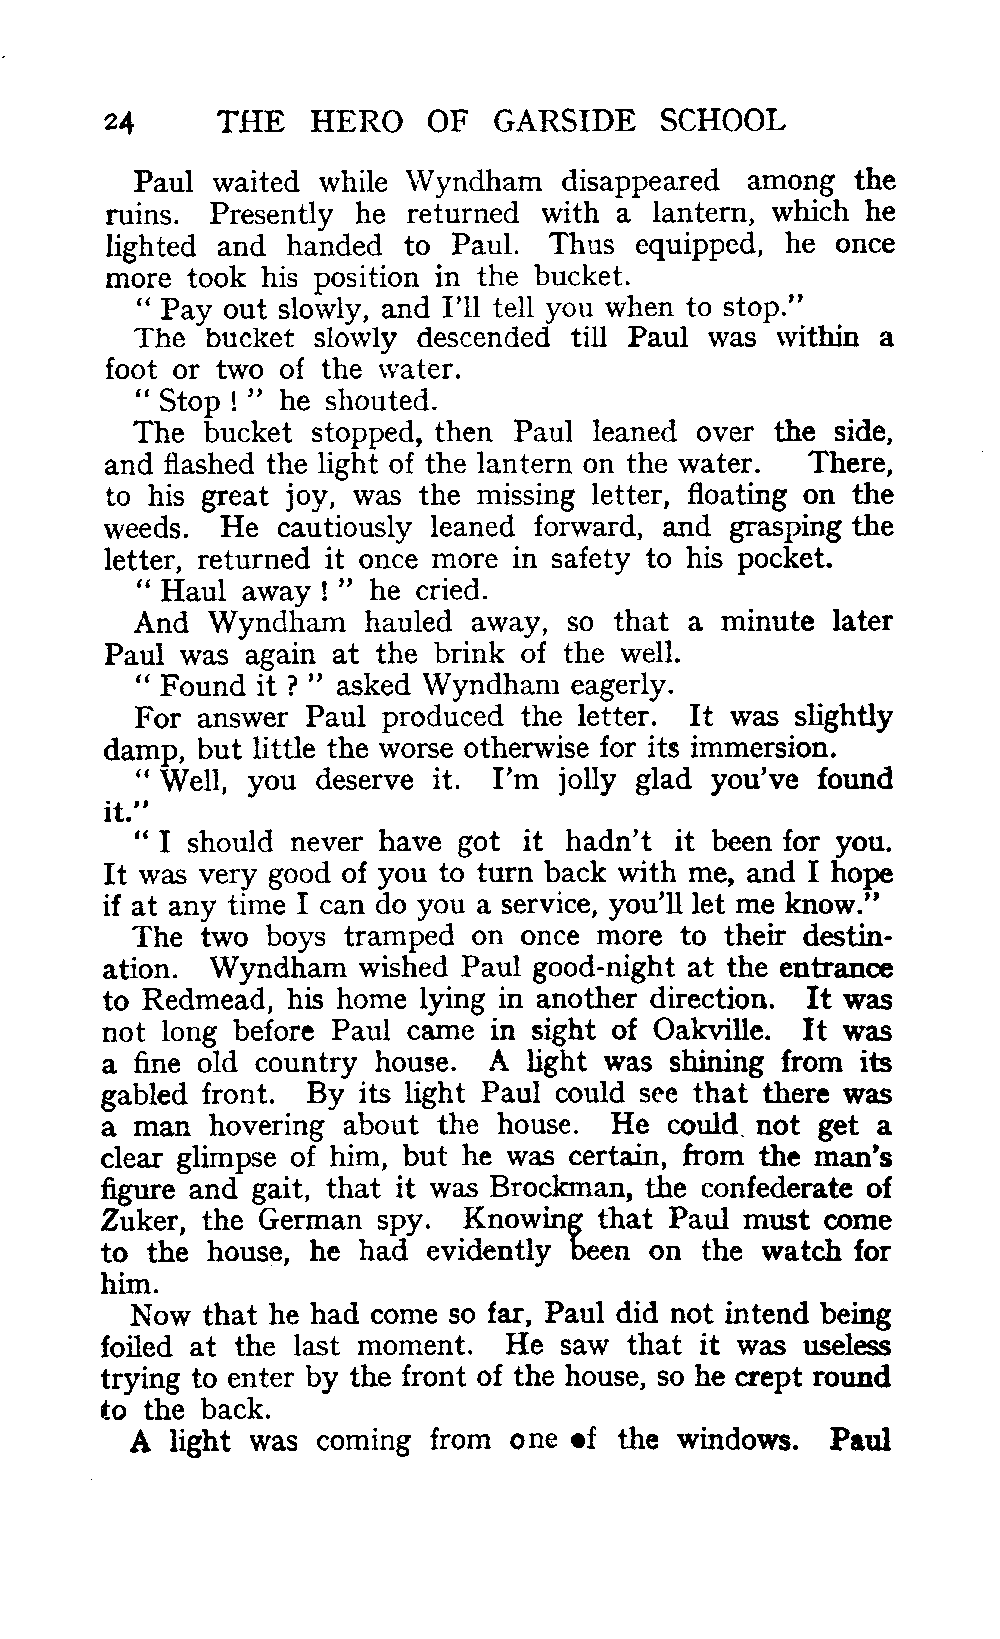 24 THE HERO OF GARSIDE SCHOOL
Paul waited while Wyndham disappeared among the
ruins. Presently he returned with a lantern, which he
lighted and handed to Paul. Thus equipped, he once
more took his position in the bucket.
“ Pay out slowly, and I’ll tell you when to stop.”
The bucket slowly descended till Paul was within a
foot or two of the water.
“ Stop ! ” he shouted.
The bucket stopped, then Paul leaned over the side,
and flashed the light of the lantern on the water. There,
to his great joy, was the missing letter, floating on the
weeds. He cautiously leaned forward, and grasping the
letter, returned it once more in safety to his pocket.
“ Haul away ! ” he cried.
And Wyndham hauled away, so that a minute later
Paul was again at the brink of the well.
“ Found it ? ” asked Wyndham eagerly.
For answer Paul produced the letter. It was slightly
damp, but little the worse otherwise for its immersion.
“ Well, you deserve it. I’m jolly glad you’ve found
it.”
“ I should never have got it hadn’t it been for you.
It was very good of you to turn back with me, and I hope
if at any time I can do you a service, you’ll let me know.”
The two boys tramped on once more to their destin-
ation. Wyndham wished Paul good-night at the entrance
to Redmead, his home lying in another direction. It was
not long before Paul came in sight of Oakville. It was
a fine old country house. A light was shining from its
gabled front. By its light Paul could see that there was
a man hovering about the house. He could not get a
clear glimpse of him, but he was certain, from the man’s
figure and gait, that it was Brockman, the confederate of
Zuker, the German spy. Knowing that Paul must come
to the house, he had evidently been on the watch for
him.
Now that he had come so far, Paul did not intend being
foiled at the last moment. He saw that it was useless
trying to enter by the front of the house, so he crept round
to the back.
A light was coming from one of the windows. Paul